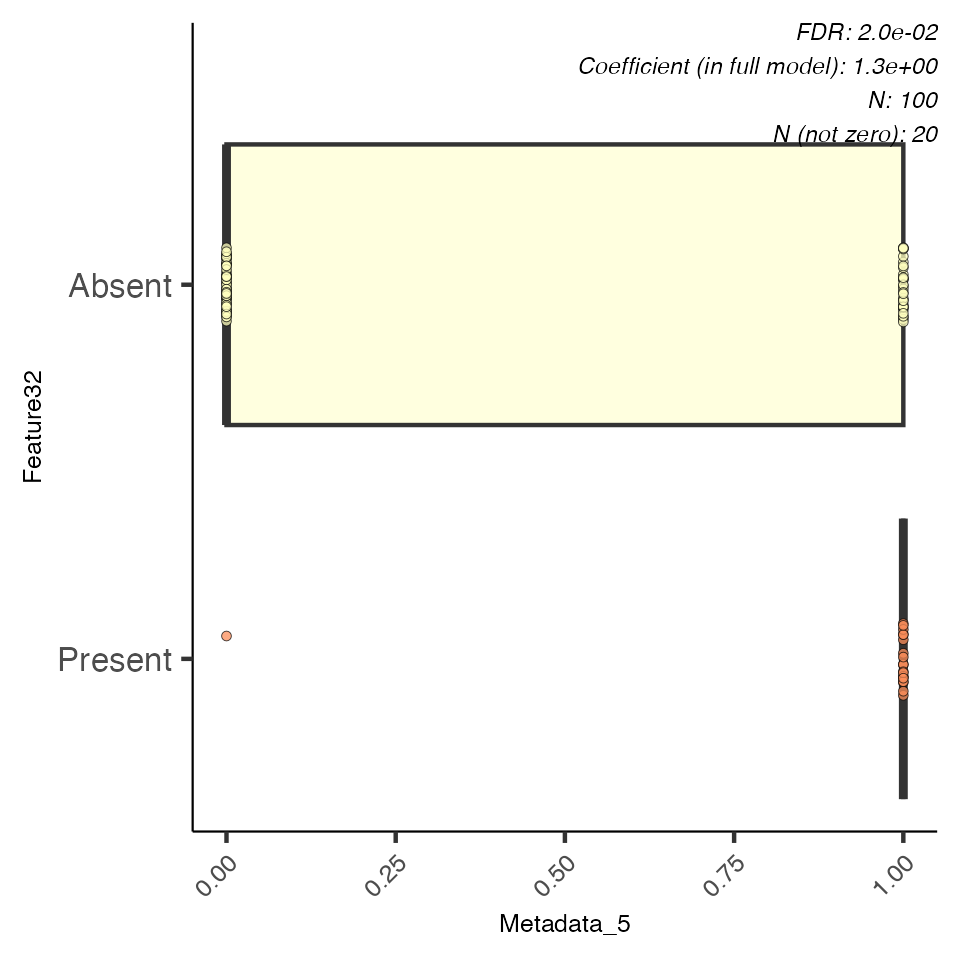 FDR: 2.0e-02
Coefficient (in full model): 1.3e+00
N: 100
N (not zero): 20
Feature32
Absent
Present
0.00
0.25
0.50
0.75
1.00
Metadata_5